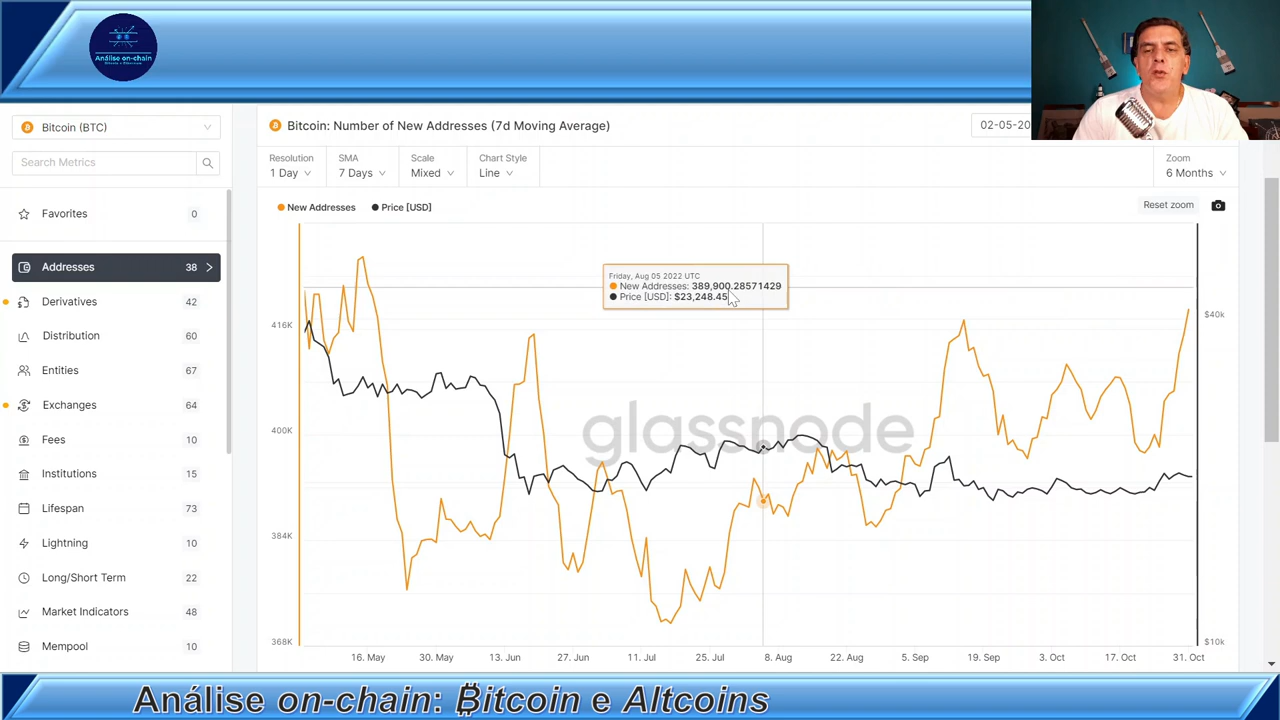 Análise on-chain
Bitcoin (BTC)
Search Metrics
Favorites 0
Addresses 38
Derivatives 42
Distribution 60
Entities 67
Exchanges 64
Fees 10
Institutions 15
Lifespan 73
Lightning 10
Long/Short Term 22
Market Indicators 48
Mempool 10
Bitcoin: Number of New Addresses (7d Moving Average)
02-05-20
Resolution SMA Scale Chart Style Zoom
1 Day 7 Days Mixed Line 6 Months
New Addresses Price [USD]
Reset zoom
Friday, Aug 05 2022 UTC
New Addresses: 389,900.28571429
Price [USD]: $23,248.45
416K
400K
384K
368K
$40k
$10k
glassnode
16. May 30. May 13. Jun 27. Jun 11. Jul 25. Jul 8. Aug 22. Aug 5. Sep 19. Sep 3. Oct 17. Oct 31. Oct
Análise on-chain: ₿itcoin e Altcoins